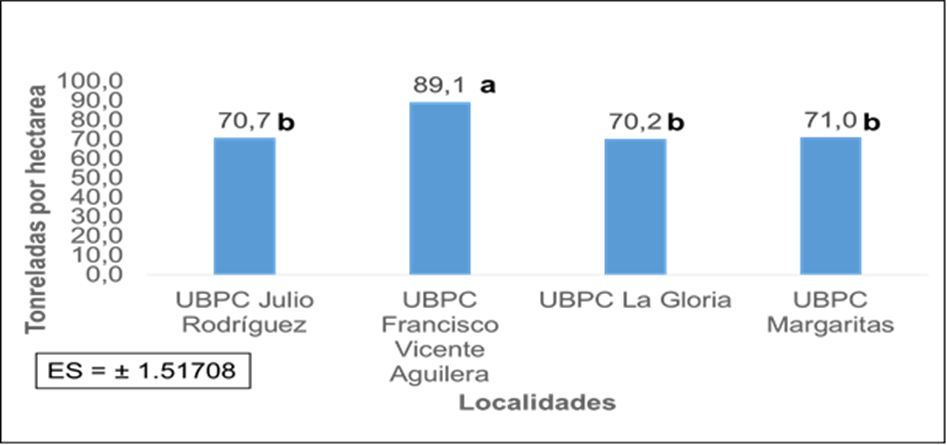 Tonreladas por hectarea
100,0
90,0
80,0
70,0
60,0
50,0
40,0
30,0
20,0
10,0
0,0
70,7 b
89,1 a
70,2 b
71,0 b
UBPC Julio
Rodríguez
UBPC
Francisco
Vicente
Aguilera
UBPC La Gloria
UBPC
Margaritas
Localidades
ES = ± 1.51708